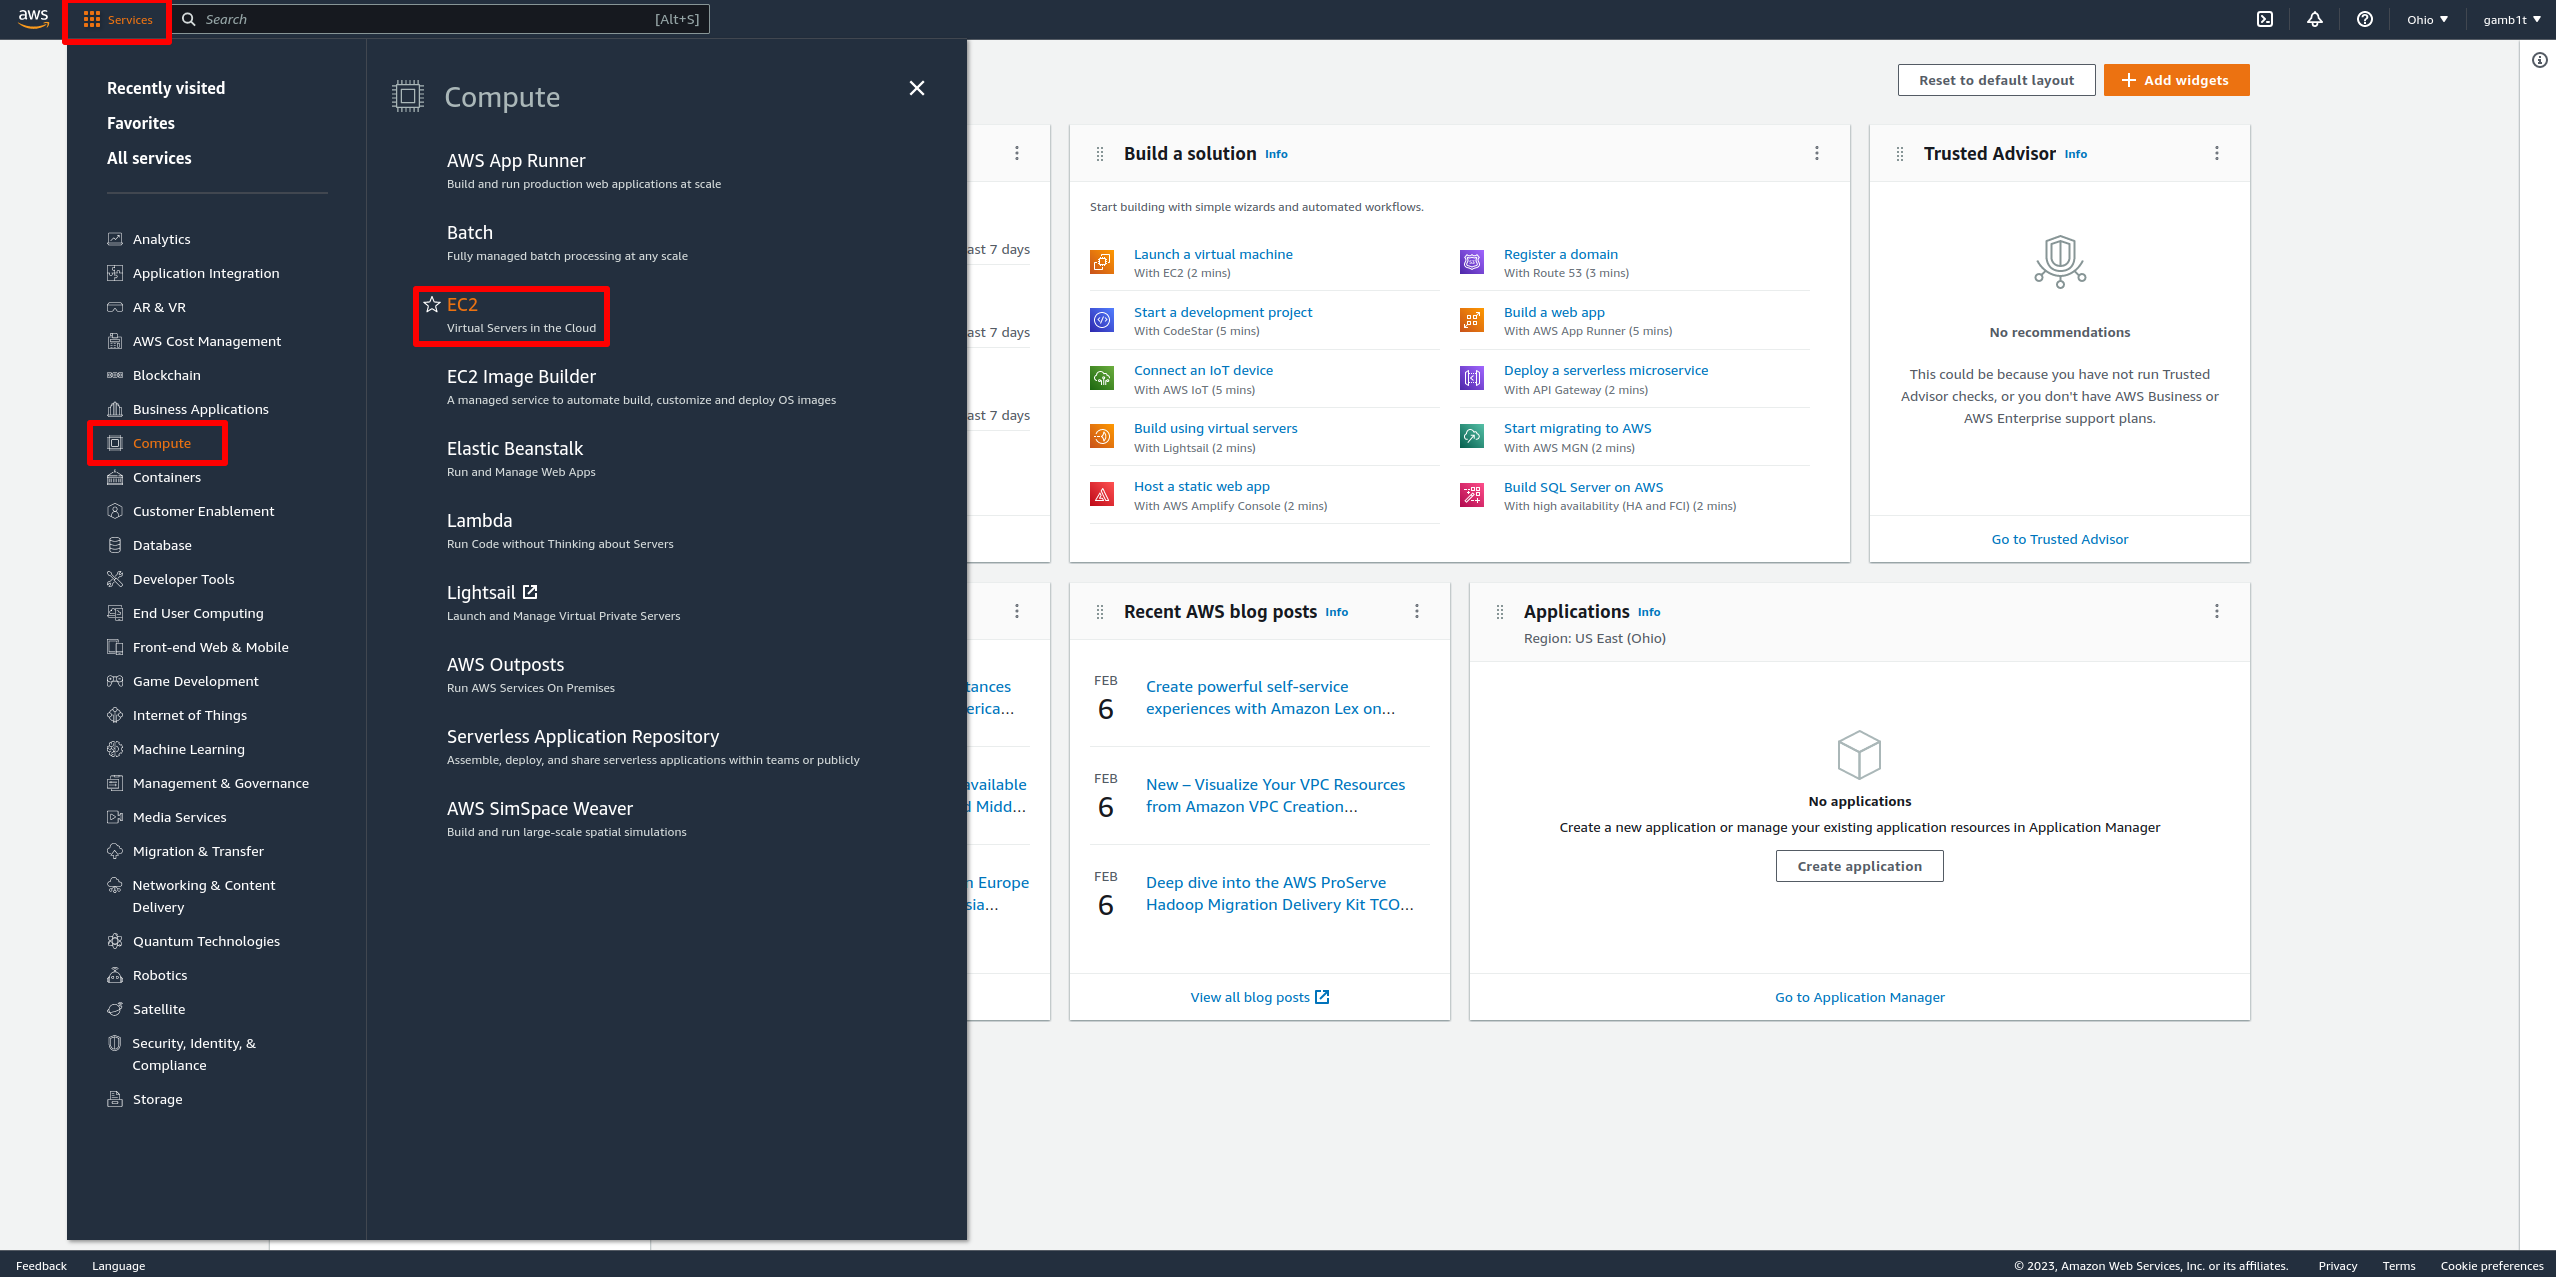 aws
Services
Search
[Alt+S]
Ohio ▼
gamb1t ▼
Recently visited
Favorites
All services
Analytics
Application Integration
AR & VR
AWS Cost Management
Blockchain
Business Applications
Compute
Containers
Customer Enablement
Database
Developer Tools
End User Computing
Front-end Web & Mobile
Game Development
Internet of Things
Machine Learning
Management & Governance
Media Services
Migration & Transfer
Networking & Content
Delivery
Quantum Technologies
Robotics
Satellite
Security, Identity, &
Compliance
Storage
Compute
AWS App Runner
Build and run production web applications at scale
Batch
Fully managed batch processing at any scale
EC2
Virtual Servers in the Cloud
EC2 Image Builder
A managed service to automate build, customize and deploy OS images
Elastic Beanstalk
Run and Manage Web Apps
Lambda
Run Code without Thinking about Servers
Lightsail
Launch and Manage Virtual Private Servers
AWS Outposts
Run AWS Services On Premises
Serverless Application Repository
Assemble, deploy, and share serverless applications within teams or publicly
AWS SimSpace Weaver
Build and run large-scale spatial simulations
Reset to default layout
Add widgets
ast 7 days
ast 7 days
ast 7 days
Build a solution Info
Start building with simple wizards and automated workflows.
Launch a virtual machine
With EC2 (2 mins)
Start a development project
With CodeStar (5 mins)
Connect an IoT device
With AWS IoT (5 mins)
Build using virtual servers
With Lightsail (2 mins)
Host a static web app
With AWS Amplify Console (2 mins)
Register a domain
With Route 53 (3 mins)
Build a web app
With AWS App Runner (5 mins)
Deploy a serverless microservice
With API Gateway (2 mins)
Start migrating to AWS
With AWS MGN (2 mins)
Build SQL Server on AWS
With high availability (HA and FCI) (2 mins)
Trusted Advisor Info
No recommendations
This could be because you have not run Trusted
Advisor checks, or you don't have AWS Business or
AWS Enterprise support plans.
Go to Trusted Advisor
tances
erica...
available
d Midd...
n Europe
sia...
Recent AWS blog posts Info
FEB
6
Create powerful self-service
experiences with Amazon Lex on...
FEB
6
New – Visualize Your VPC Resources
from Amazon VPC Creation...
FEB
6
Deep dive into the AWS ProServe
Hadoop Migration Delivery Kit TCO...
View all blog posts
Applications Info
Region: US East (Ohio)
No applications
Create a new application or manage your existing application resources in Application Manager
Create application
Go to Application Manager
Feedback
Language
© 2023, Amazon Web Services, Inc. or its affiliates.
Privacy
Terms
Cookie preferences